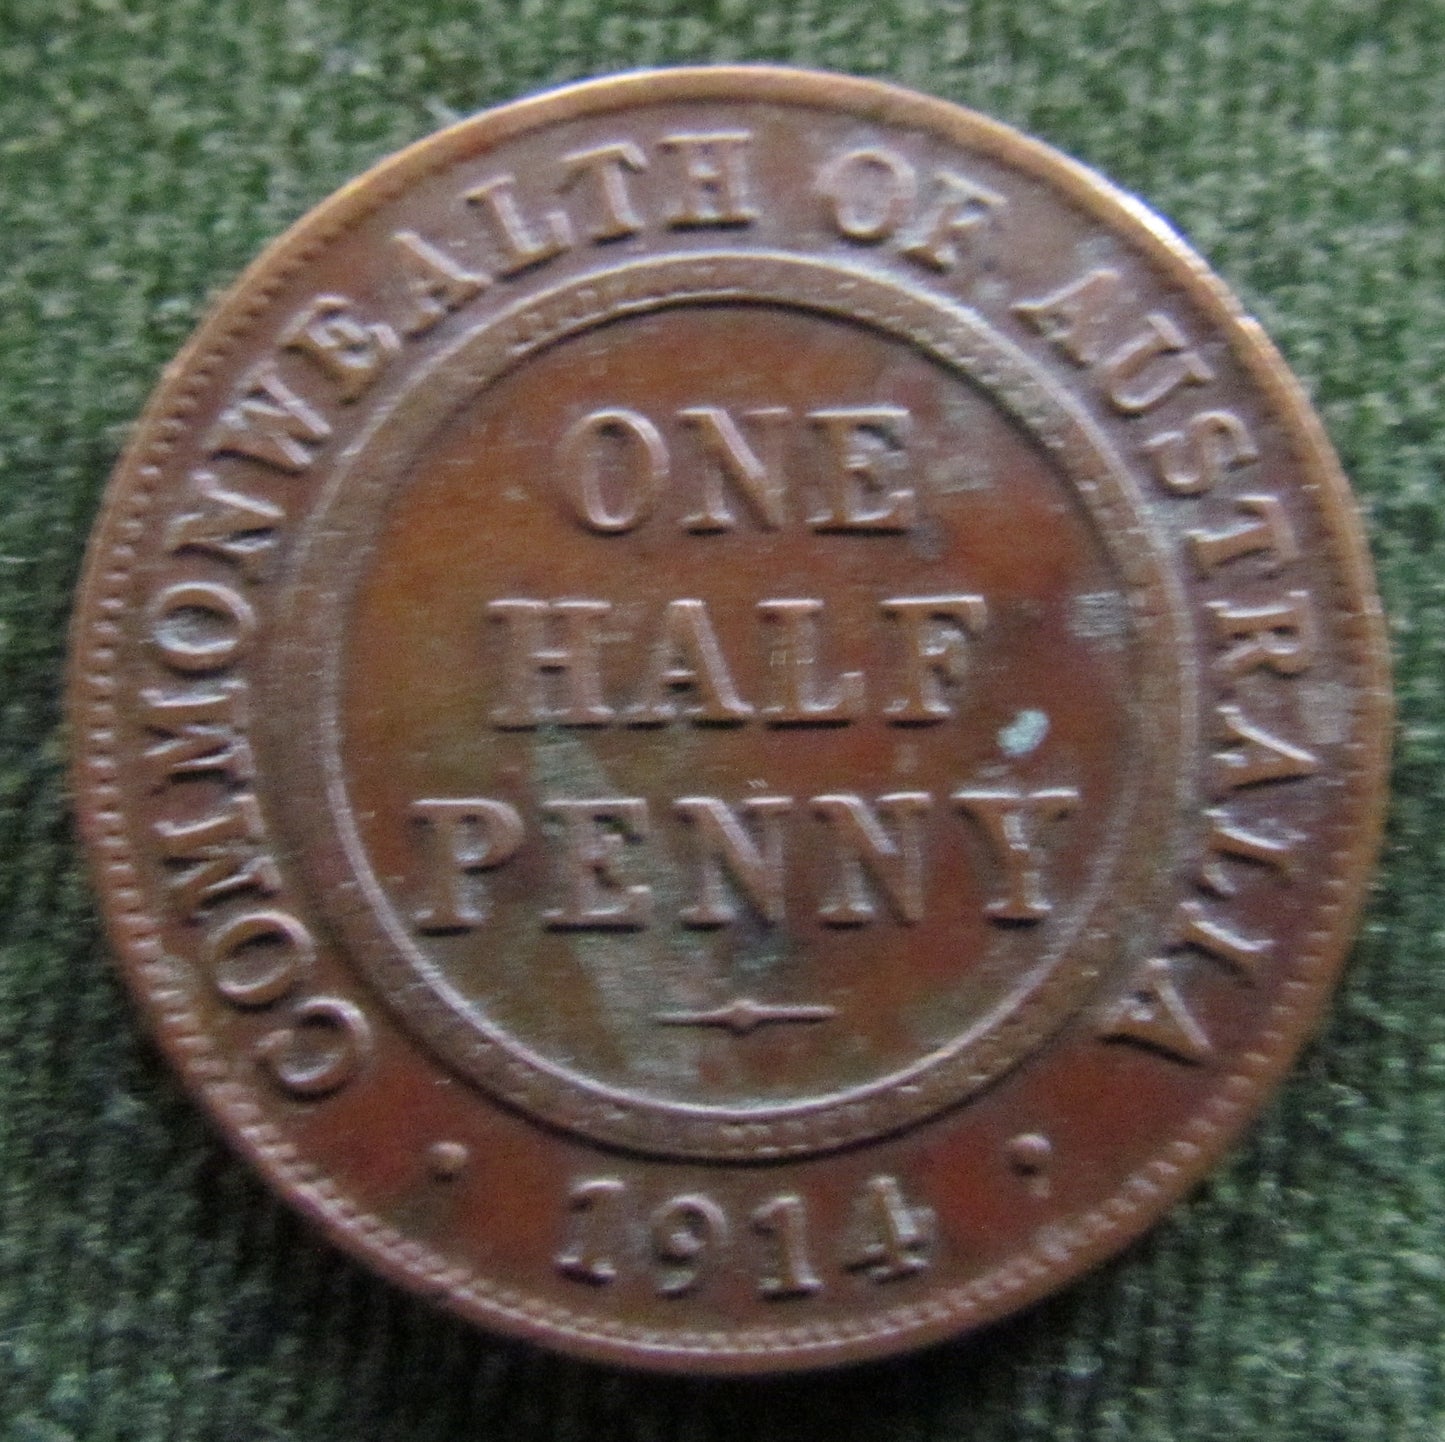 COMMONWEALTH OF AUSTRALIA
ONE
HALF
PENNY
1914